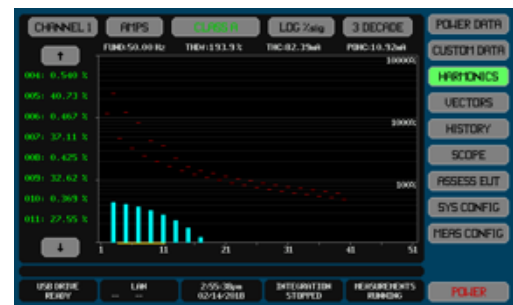 CHANNEL 1 AMPS CLASS A LOG %sig 3 DECADE POWER DATA
FUND:50.00 Hz THDH:193.9 % THC:82.39mA POHC:10.92mA
CUSTOM DATA
10000%
004: 0.540 %
HARMONICS
005: 40.73 %
VECTORS
006: 0.467 %
1000%
HISTORY
007: 37.11 %
008: 0.425 %
SCOPE
009: 32.62 %
ASSESS EUT
100%
010: 0.369 %
SYS CONFIG
011: 27.55 %
MEAS CONFIG
1 11 21 31 41 51
USB DRIVE
READY
LAN
-- --
2:55:38pm
02/14/2018
INTEGRATION
STOPPED
MEASUREMENTS
RUNNING
POWER